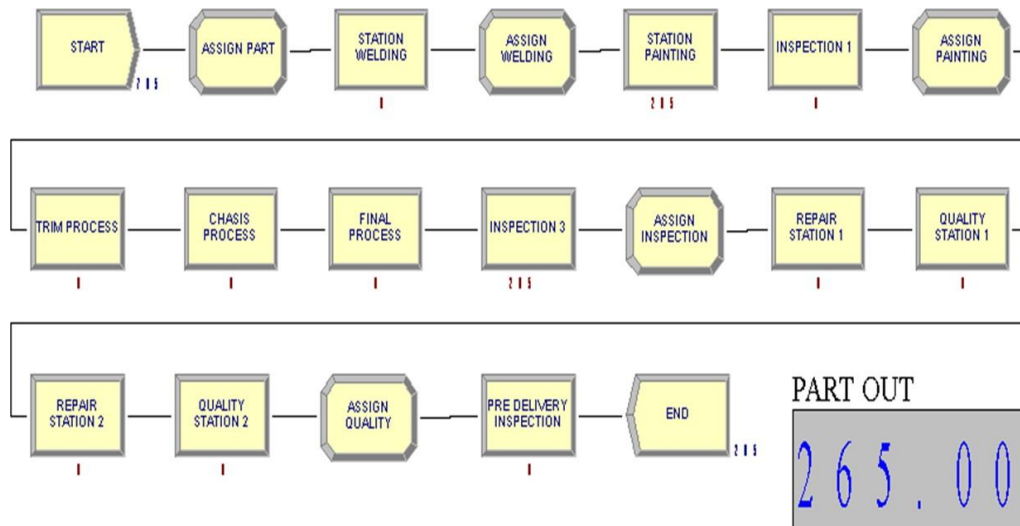 START
ASSIGN PART
STATION
WELDING
ASSIGN
WELDING
STATION
PAINTING
INSPECTION 1
ASSIGN
PAINTING
TRIM PROCESS
CHASIS
PROCESS
FINAL
PROCESS
INSPECTION 3
ASSIGN
INSPECTION
REPAIR
STATION 1
QUALITY
STATION 1
REPAIR
STATION 2
QUALITY
STATION 2
ASSIGN
QUALITY
PRE DELIVERY
INSPECTION
END
PART OUT
265.00